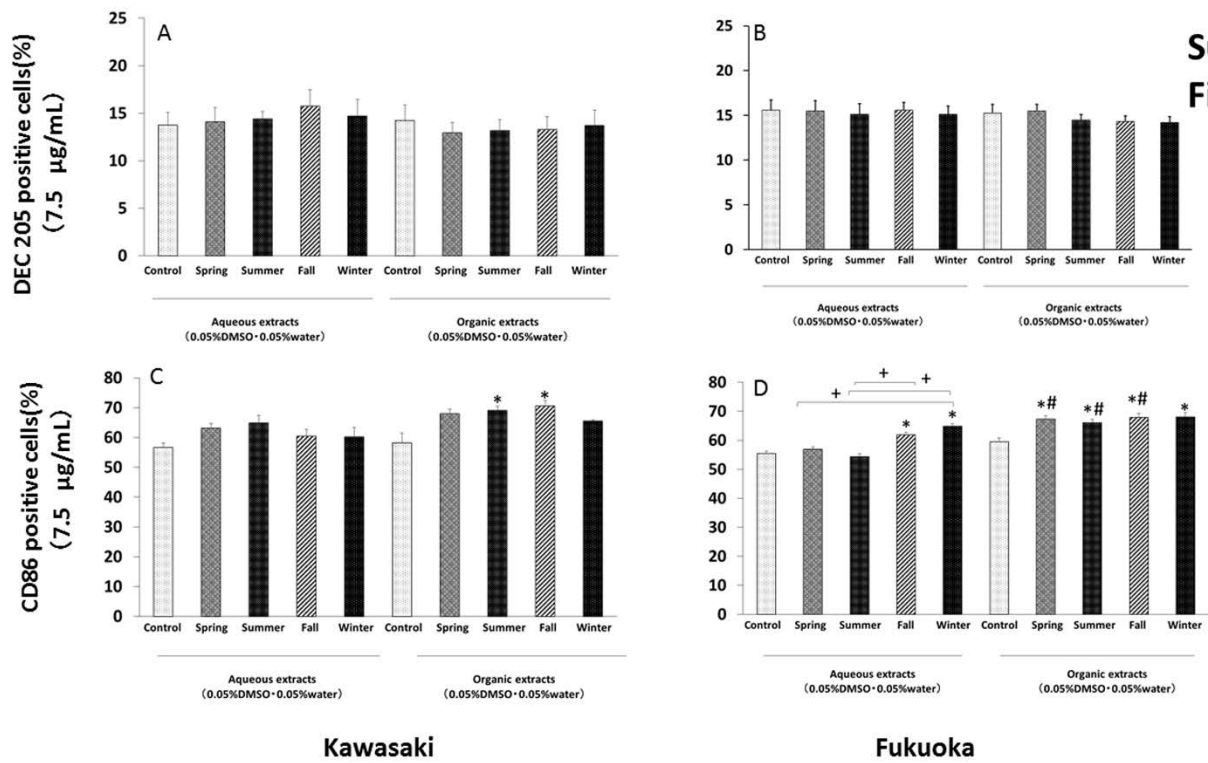 Su
Fi
DEC 205 positive cells(%)
(7.5 µg/mL)
A
25
20
15
10
5
0
Control Spring Summer Fall Winter Control Spring Summer Fall Winter
Aqueous extracts
(0.05%DMSO・0.05%water)
Organic extracts
(0.05%DMSO・0.05%water)
B
25
20
15
10
5
0
Control Spring Summer Fall Winter Control Spring Summer Fall Winter
Aqueous extracts
(0.05%DMSO・0.05%water)
Organic extracts
(0.05%DMSO・0.05%water)
CD86 positive cells(%)
(7.5 µg/mL)
C
80
70
60
50
40
30
20
10
0
* *
Control Spring Summer Fall Winter Control Spring Summer Fall Winter
Aqueous extracts
(0.05%DMSO・0.05%water)
Organic extracts
(0.05%DMSO・0.05%water)
D
80
70
60
50
40
30
20
10
0
+
+
+
* * *# *# *# *
Control Spring Summer Fall Winter Control Spring Summer Fall Winter
Aqueous extracts
(0.05%DMSO・0.05%water)
Organic extracts
(0.05%DMSO・0.05%water)
Kawasaki
Fukuoka